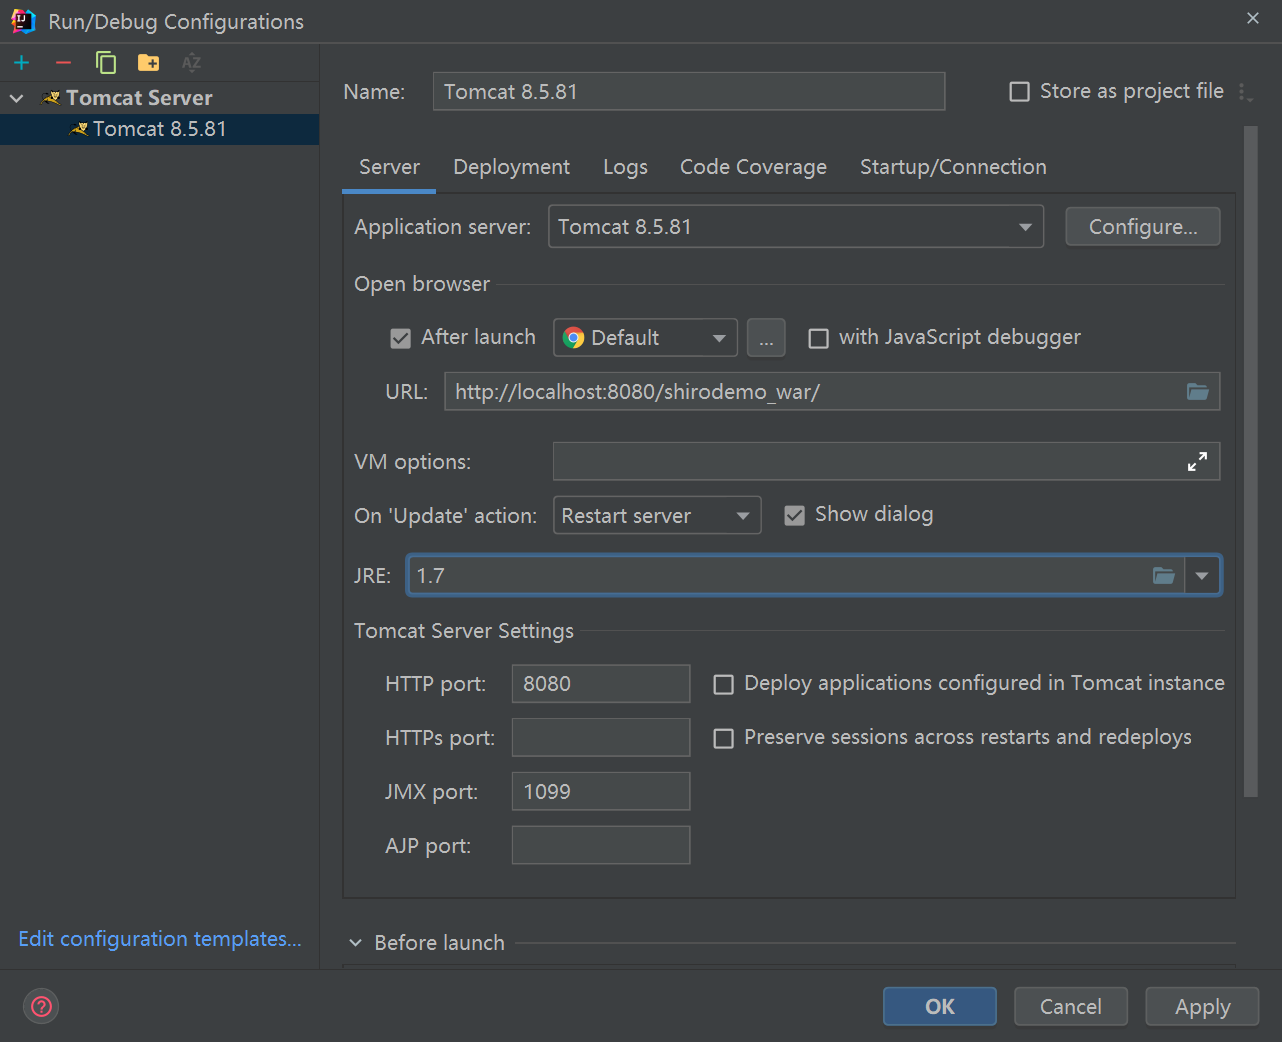 Run/Debug Configurations
Tomcat Server
Tomcat 8.5.81
Name: Tomcat 8.5.81 Store as project file
Server Deployment Logs Code Coverage Startup/Connection
Application server: Tomcat 8.5.81 Configure...
Open browser
After launch Default ... with JavaScript debugger
URL: http://localhost:8080/shirodemo_war/
VM options:
On 'Update' action: Restart server Show dialog
JRE: 1.7
Tomcat Server Settings
HTTP port: 8080 Deploy applications configured in Tomcat instance
HTTPs port: Preserve sessions across restarts and redeploys
JMX port: 1099
AJP port:
Edit configuration templates...
Before launch
OK Cancel Apply